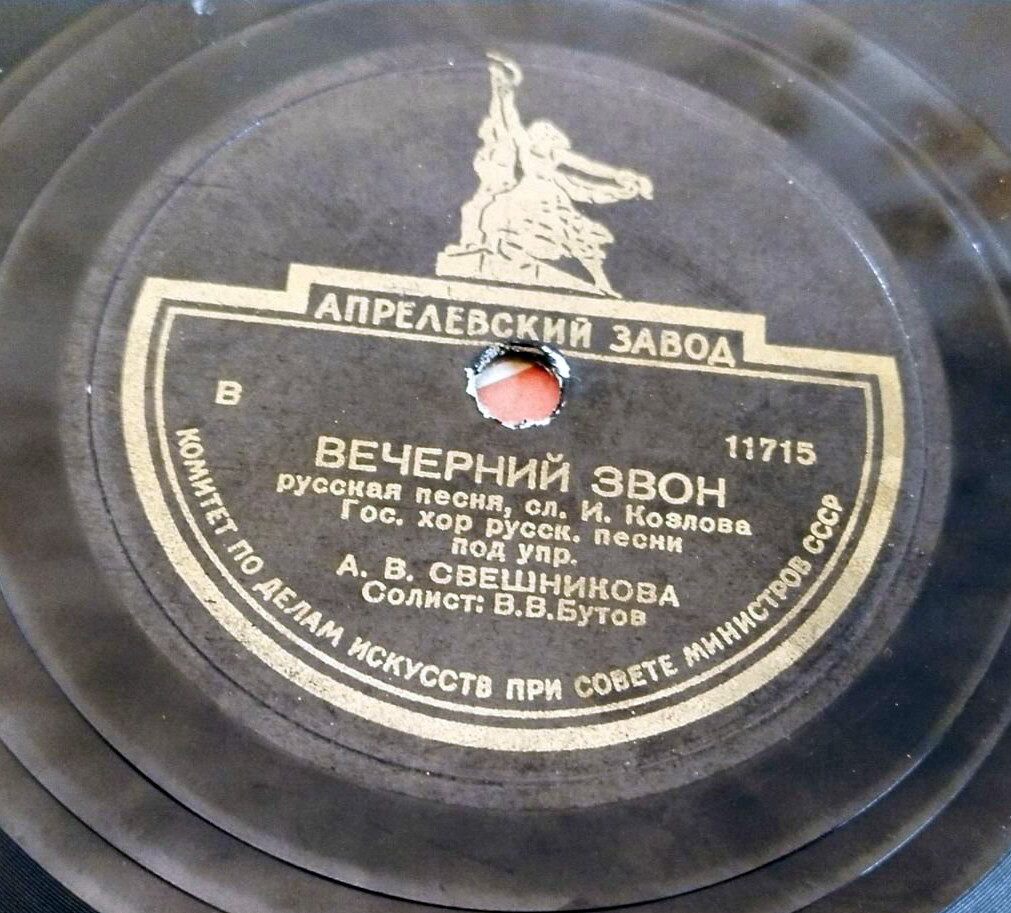 АПРЕЛЕВСКИЙ ЗАВОД
В
11715
ВЕЧЕРНИЙ ЗВОН
русская песня, сл. И. Козлова
Гос. хор русск. песни
под упр.
А. В. СВЕШНИКОВА
Солист: В.В.Бутов
КОМИТЕТ ПО ДЕЛАМ ИСКУССТВ ПРИ СОВЕТЕ МИНИСТРОВ СССР